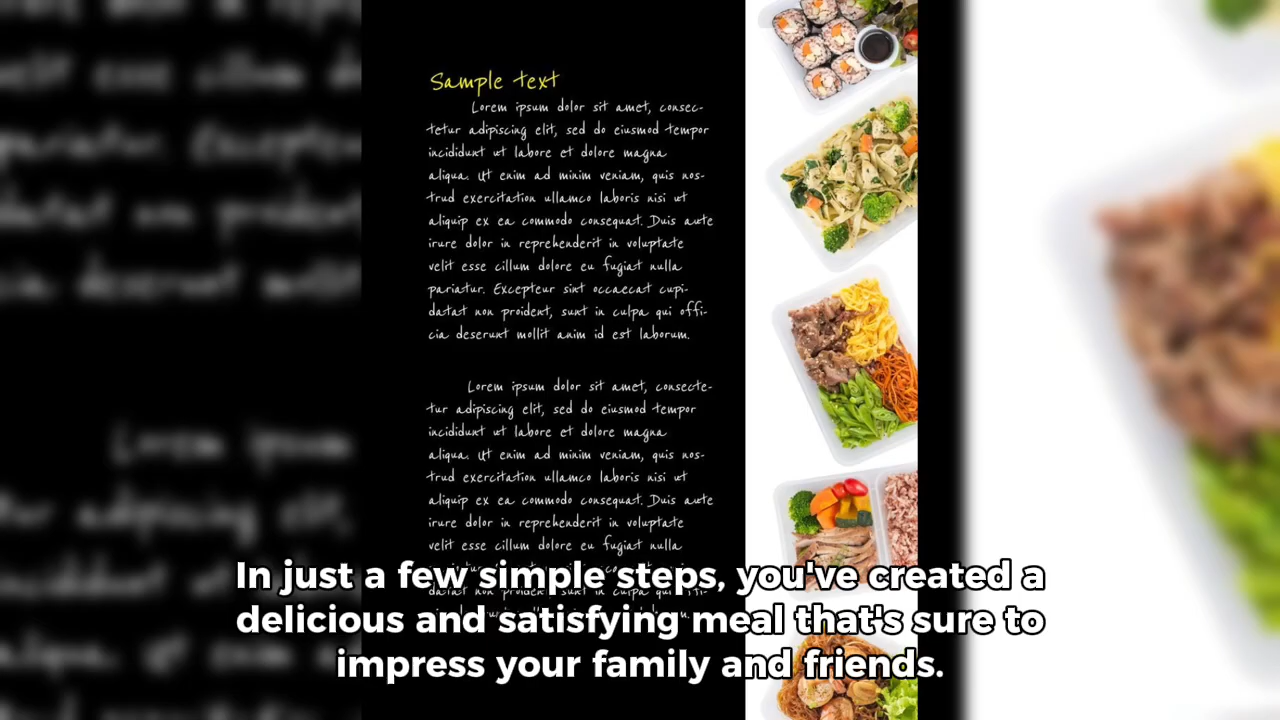 Sample text
Lorem ipsum dolor sit amet, consec-
tetur adipiscing elit, sed do eiusmod tempor
incididunt ut labore et dolore magna
aliqua. Ut enim ad minim veniam, quis nos-
trud exercitation ullamco laboris nisi ut
aliquip ex ea commodo consequat. Duis aute
irure dolor in reprehenderit in voluptate
velit esse cillum dolore eu fugiat nulla
pariatur. Excepteur sint occaecat cupi-
datat non proident, sunt in culpa qui offi-
cia deserunt mollit anim id est laborum.
Lorem ipsum dolor sit amet, consecte-
tur adipiscing elit, sed do eiusmod tempor
incididunt ut labore et dolore magna
aliqua. Ut enim ad minim veniam, quis nos-
trud exercitation ullamco laboris nisi ut
aliquip ex ea commodo consequat. Duis aute
irure dolor in reprehenderit in voluptate
velit esse cillum dolore eu fugiat nulla
In just a few simple steps, you've created a
delicious and satisfying meal that's sure to
impress your family and friends.